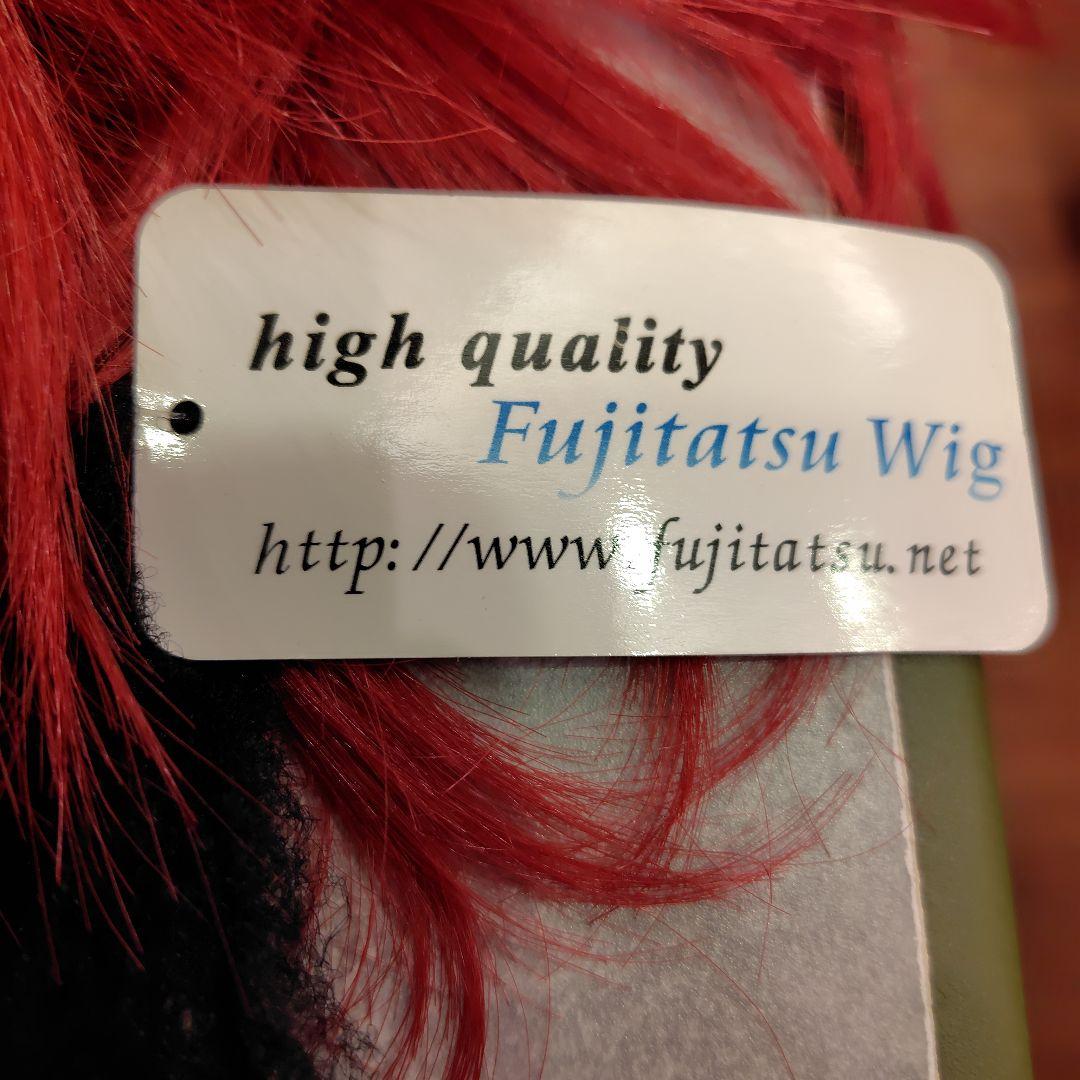 high quality
Fujitatsu Wig
http://www.fujitatsu.net